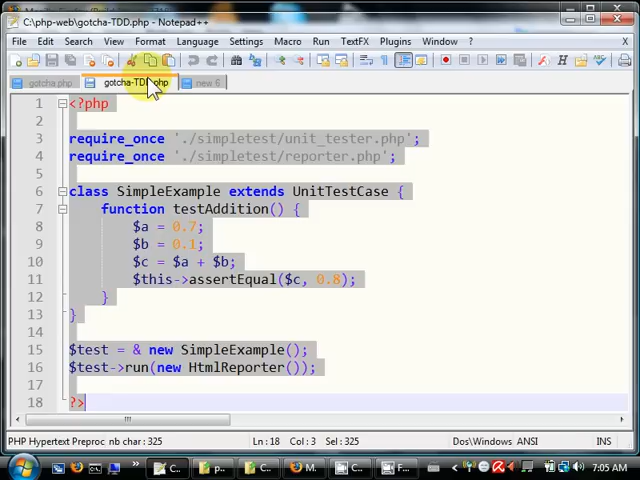 C:\php-web\gotcha-TDD.php - Notepad++
File Edit Search View Format Language Settings Macro Run TextFX Plugins Window ? X
gotcha.php gotcha-TDD.php new 6
1 <?php
2
3 require_once './simpletest/unit_tester.php';
4 require_once './simpletest/reporter.php';
5
6 class SimpleExample extends UnitTestCase {
7 function testAddition() {
8 $a = 0.7;
9 $b = 0.1;
10 $c = $a + $b;
11 $this->assertEqual($c, 0.8);
12 }
13 }
14
15 $test = & new SimpleExample();
16 $test->run(new HtmlReporter());
17
18 ?>
PHP Hypertext Preproc nb char : 325 Ln : 18 Col : 3 Sel : 325 Dos\Windows ANSI INS
C... p... C... M... C... F... 7:05 AM